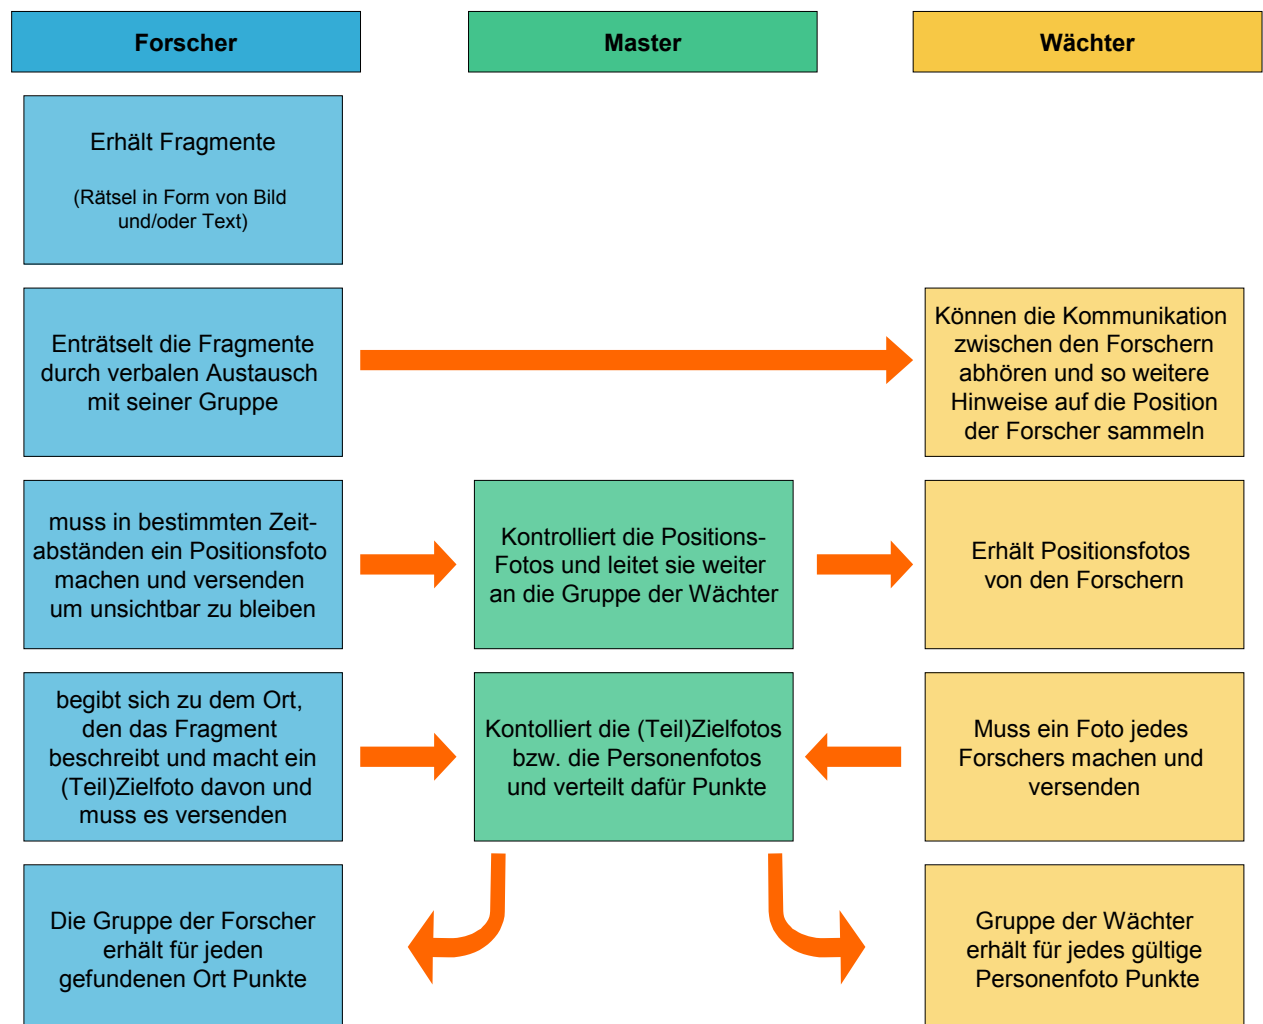 Forscher
Master
Wächter
Erhält Fragmente
(Rätsel in Form von Bild
und/oder Text)
Enträtselt die Fragmente
durch verbalen Austausch
mit seiner Gruppe
Können die Kommunikation
zwischen den Forschern
abhören und so weitere
Hinweise auf die Position
der Forscher sammeln
muss in bestimmten Zeit-
abständen ein Positionsfoto
machen und versenden
um unsichtbar zu bleiben
Kontrolliert die Positions-
Fotos und leitet sie weiter
an die Gruppe der Wächter
Erhält Positionsfotos
von den Forschern
begibt sich zu dem Ort,
den das Fragment
beschreibt und macht ein
(Teil)Zielfoto davon und
muss es versenden
Kontolliert die (Teil)Zielfotos
bzw. die Personenfotos
und verteilt dafür Punkte
Muss ein Foto jedes
Forschers machen und
versenden
Die Gruppe der Forscher
erhält für jeden
gefundenen Ort Punkte
Gruppe der Wächter
erhält für jedes gültige
Personenfoto Punkte